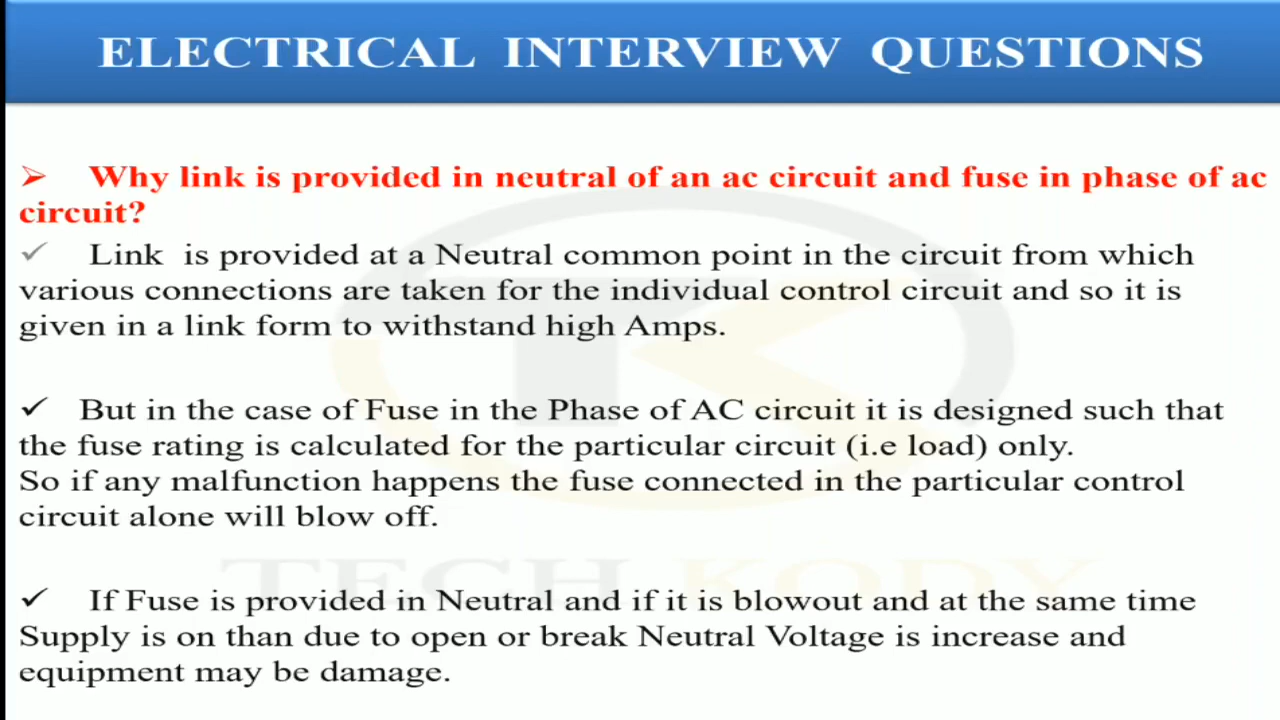 ELECTRICAL INTERVIEW QUESTIONS
➢ Why link is provided in neutral of an ac circuit and fuse in phase of ac
circuit?
✓ Link is provided at a Neutral common point in the circuit from which
various connections are taken for the individual control circuit and so it is
given in a link form to withstand high Amps.
✓ But in the case of Fuse in the Phase of AC circuit it is designed such that
the fuse rating is calculated for the particular circuit (i.e load) only.
So if any malfunction happens the fuse connected in the particular control
circuit alone will blow off.
TECH KODY
✓ If Fuse is provided in Neutral and if it is blowout and at the same time
Supply is on than due to open or break Neutral Voltage is increase and
equipment may be damage.